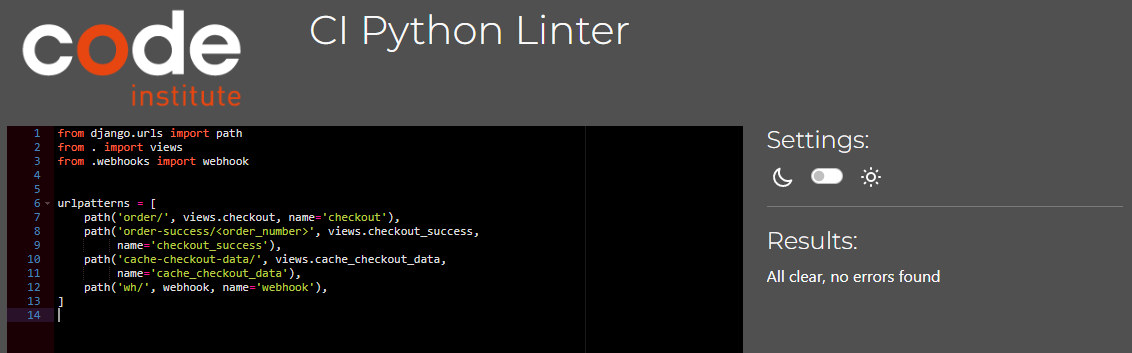 code
institute
CI Python Linter
1 from django.urls import path
2 from . import views
3 from .webhooks import webhook
4
5
6 urlpatterns = [
7     path('order/', views.checkout, name='checkout'),
8     path('order-success/<order_number>', views.checkout_success,
9         name='checkout_success'),
10     path('cache-checkout-data/', views.cache_checkout_data,
11         name='cache_checkout_data'),
12     path('wh/', webhook, name='webhook'),
13 ]
14
Settings:
Results:
All clear, no errors found